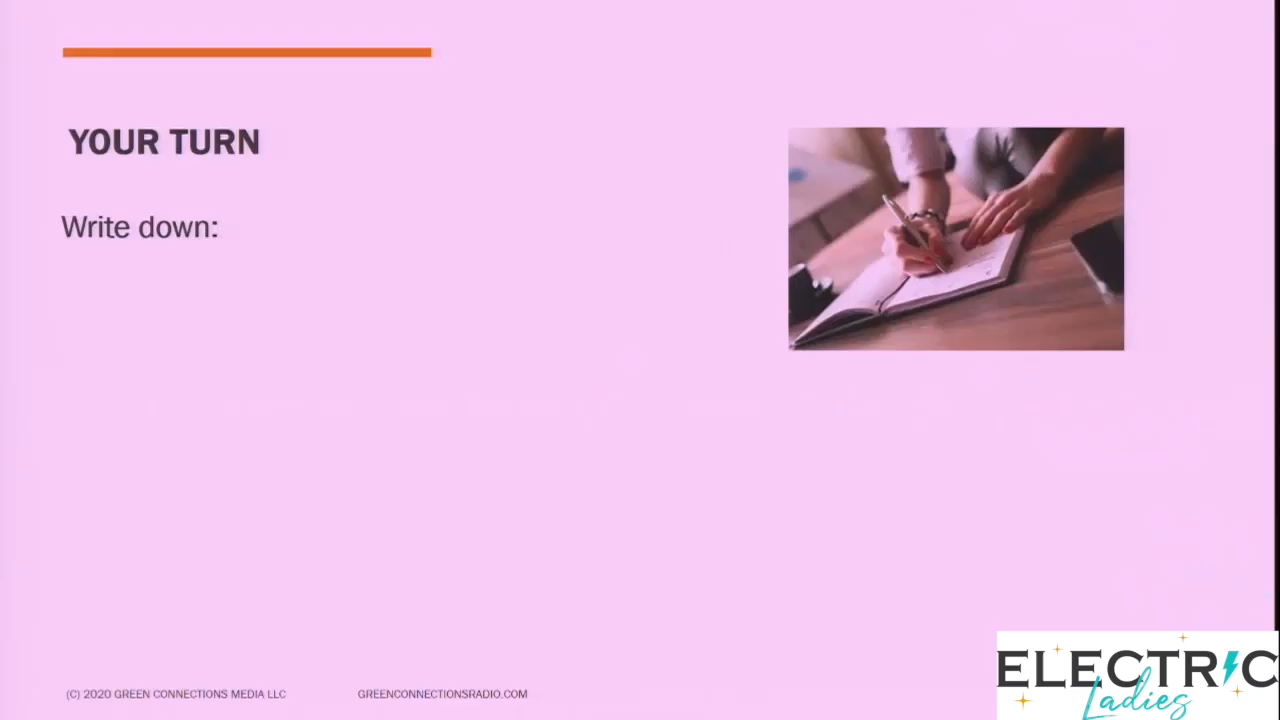 YOUR TURN
Write down:
(C) 2020 GREEN CONNECTIONS MEDIA LLC
GREENCONNECTIONSRADIO.COM
ELECTRIC
Ladies